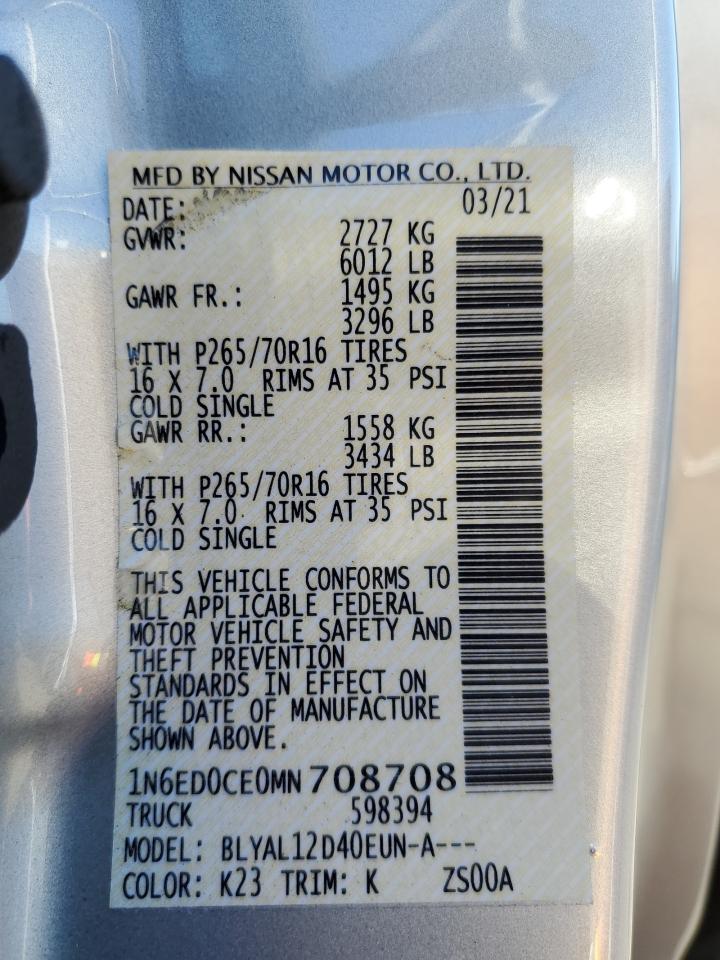 MFD BY NISSAN MOTOR CO., LTD.
DATE: 03/21
GVWR: 2727 KG
6012 LB
GAWR FR.: 1495 KG
3296 LB
WITH P265/70R16 TIRES
16 X 7.0 RIMS AT 35 PSI
COLD SINGLE
GAWR RR.: 1558 KG
3434 LB
WITH P265/70R16 TIRES
16 X 7.0 RIMS AT 35 PSI
COLD SINGLE
THIS VEHICLE CONFORMS TO
ALL APPLICABLE FEDERAL
MOTOR VEHICLE SAFETY AND
THEFT PREVENTION
STANDARDS IN EFFECT ON
THE DATE OF MANUFACTURE
SHOWN ABOVE.
1N6ED0CE0MN708708
TRUCK 598394
MODEL: BLYAL12D40EUN-A---
COLOR: K23 TRIM: K ZS00A